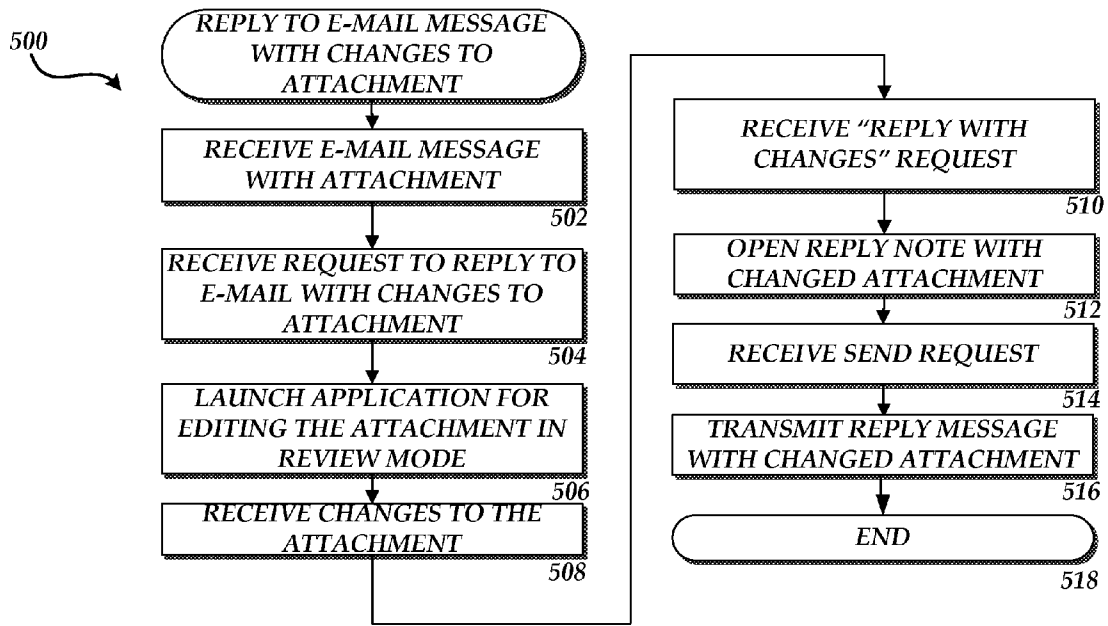 500
REPLY TO E-MAIL MESSAGE
WITH CHANGES TO
ATTACHMENT
RECEIVE E-MAIL MESSAGE
WITH ATTACHMENT
502
RECEIVE REQUEST TO REPLY TO
E-MAIL WITH CHANGES TO
ATTACHMENT
504
LAUNCH APPLICATION FOR
EDITING THE ATTACHMENT IN
REVIEW MODE
506
RECEIVE CHANGES TO THE
ATTACHMENT
508
RECEIVE “REPLY WITH
CHANGES” REQUEST
510
OPEN REPLY NOTE WITH
CHANGED ATTACHMENT
512
RECEIVE SEND REQUEST
514
TRANSMIT REPLY MESSAGE
WITH CHANGED ATTACHMENT
516
END
518